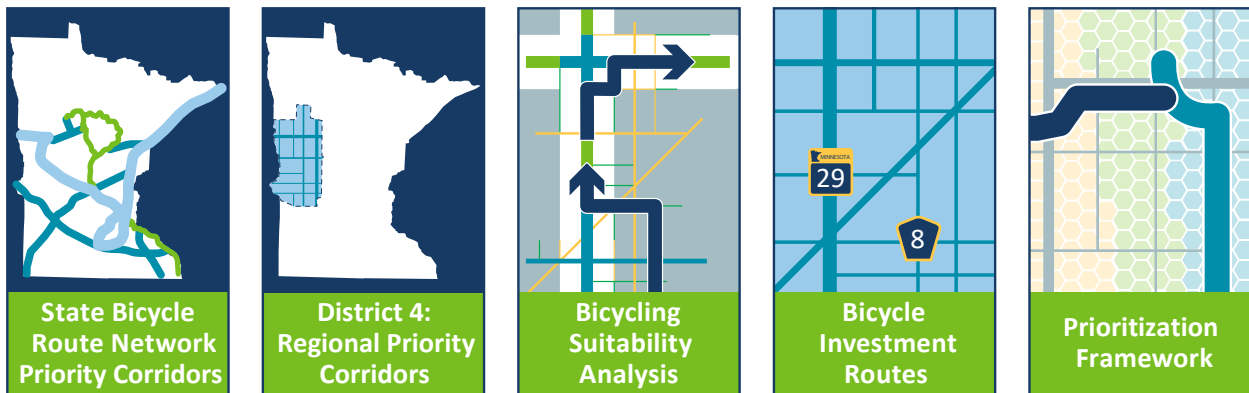 MINNESOTA
29
8
State Bicycle
Route Network
Priority Corridors
District 4:
Regional Priority
Corridors
Bicycling
Suitability
Analysis
Bicycle
Investment
Routes
Prioritization
Framework